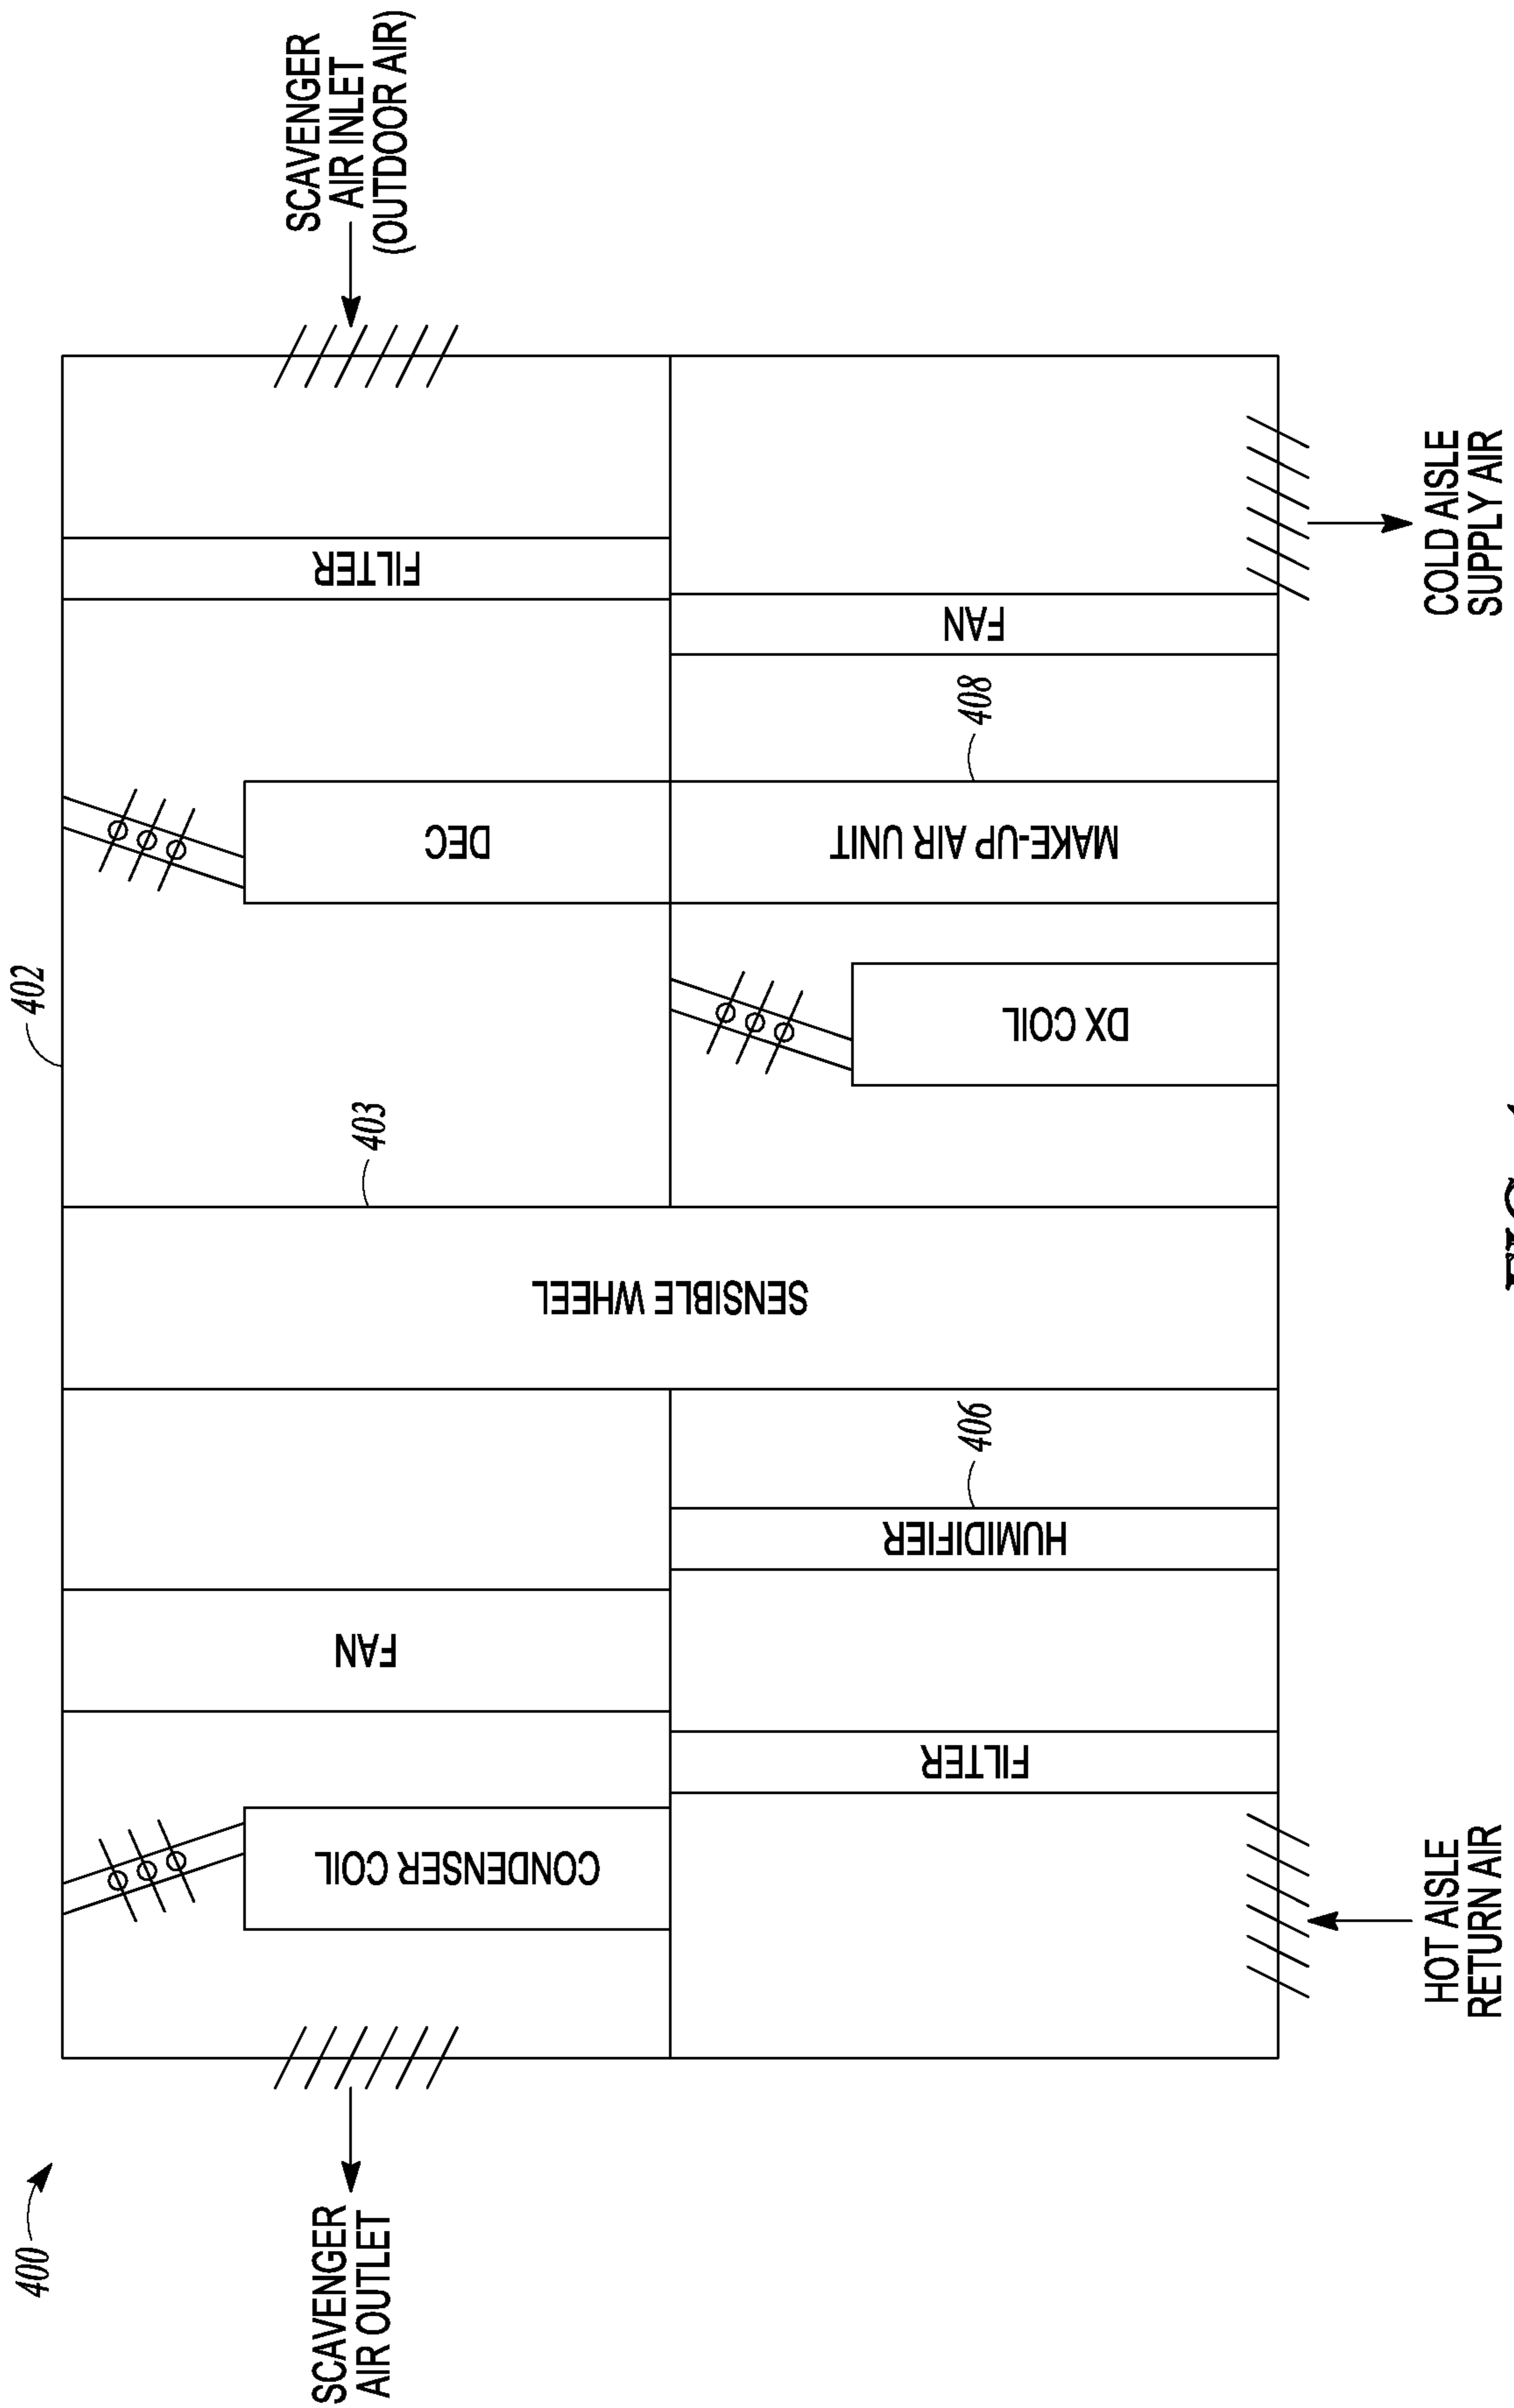 400
402
SCAVENGER
AIR OUTLET
SCAVENGER
AIR INLET
(OUTDOOR AIR)
CONDENSER COIL
FAN
403
SENSIBLE WHEEL
DEC
FILTER
FILTER
HUMIDIFIER
406
DX COIL
MAKE-UP AIR UNIT
408
FAN
HOT AISLE
RETURN AIR
COLD AISLE
SUPPLY AIR